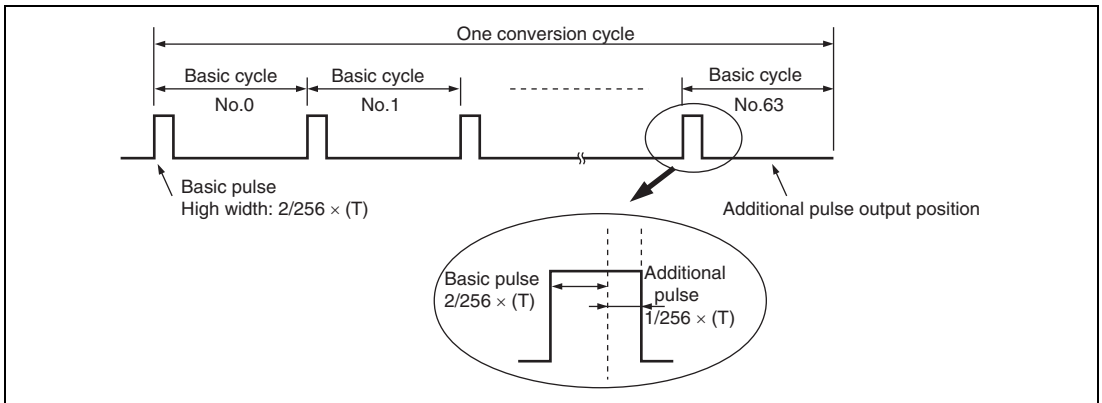 One conversion cycle
Basic cycle
No.0
Basic cycle
No.1
Basic cycle
No.63
Basic pulse
High width: 2/256 × (T)
Additional pulse output position
Basic pulse
2/256 × (T)
Additional
pulse
1/256 × (T)